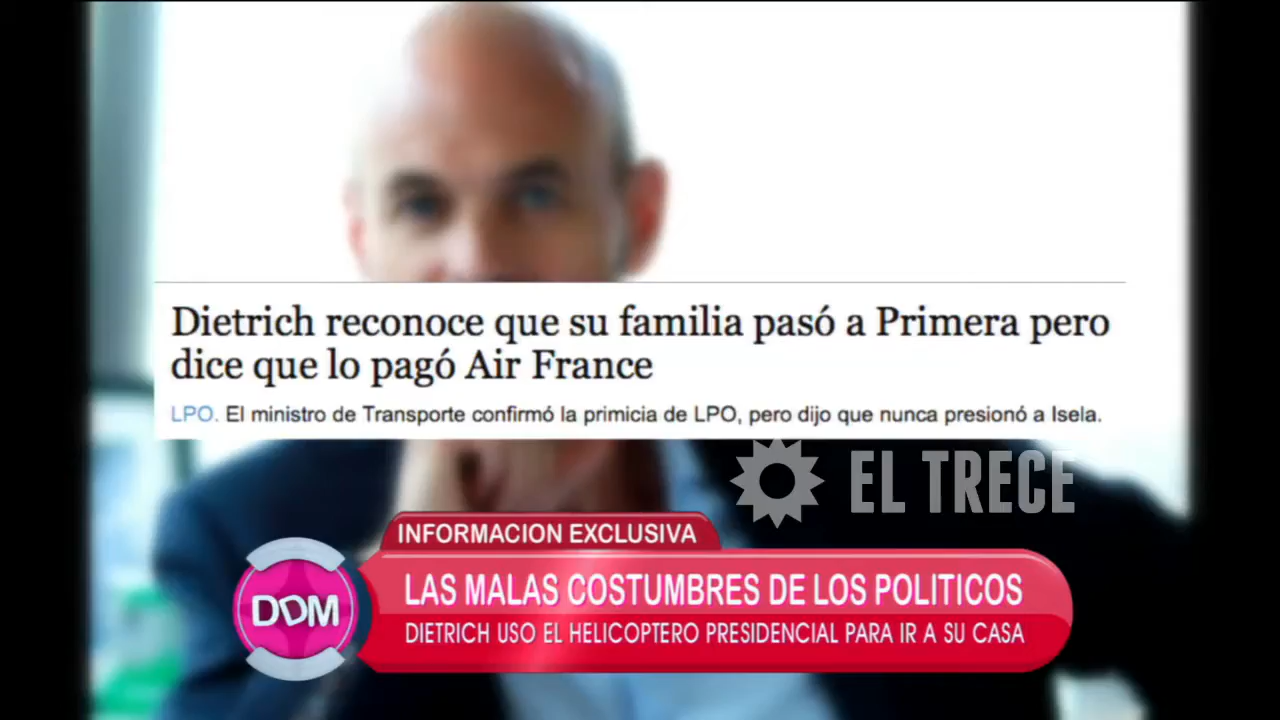 Dietrich reconoce que su familia pasó a Primera pero
dice que lo pagó Air France
LPO. El ministro de Transporte confirmó la primicia de LPO, pero dijo que nunca presionó a Isela.
EL TRECE
INFORMACION EXCLUSIVA
DDM
LAS MALAS COSTUMBRES DE LOS POLITICOS
DIETRICH USO EL HELICOPTERO PRESIDENCIAL PARA IR A SU CASA